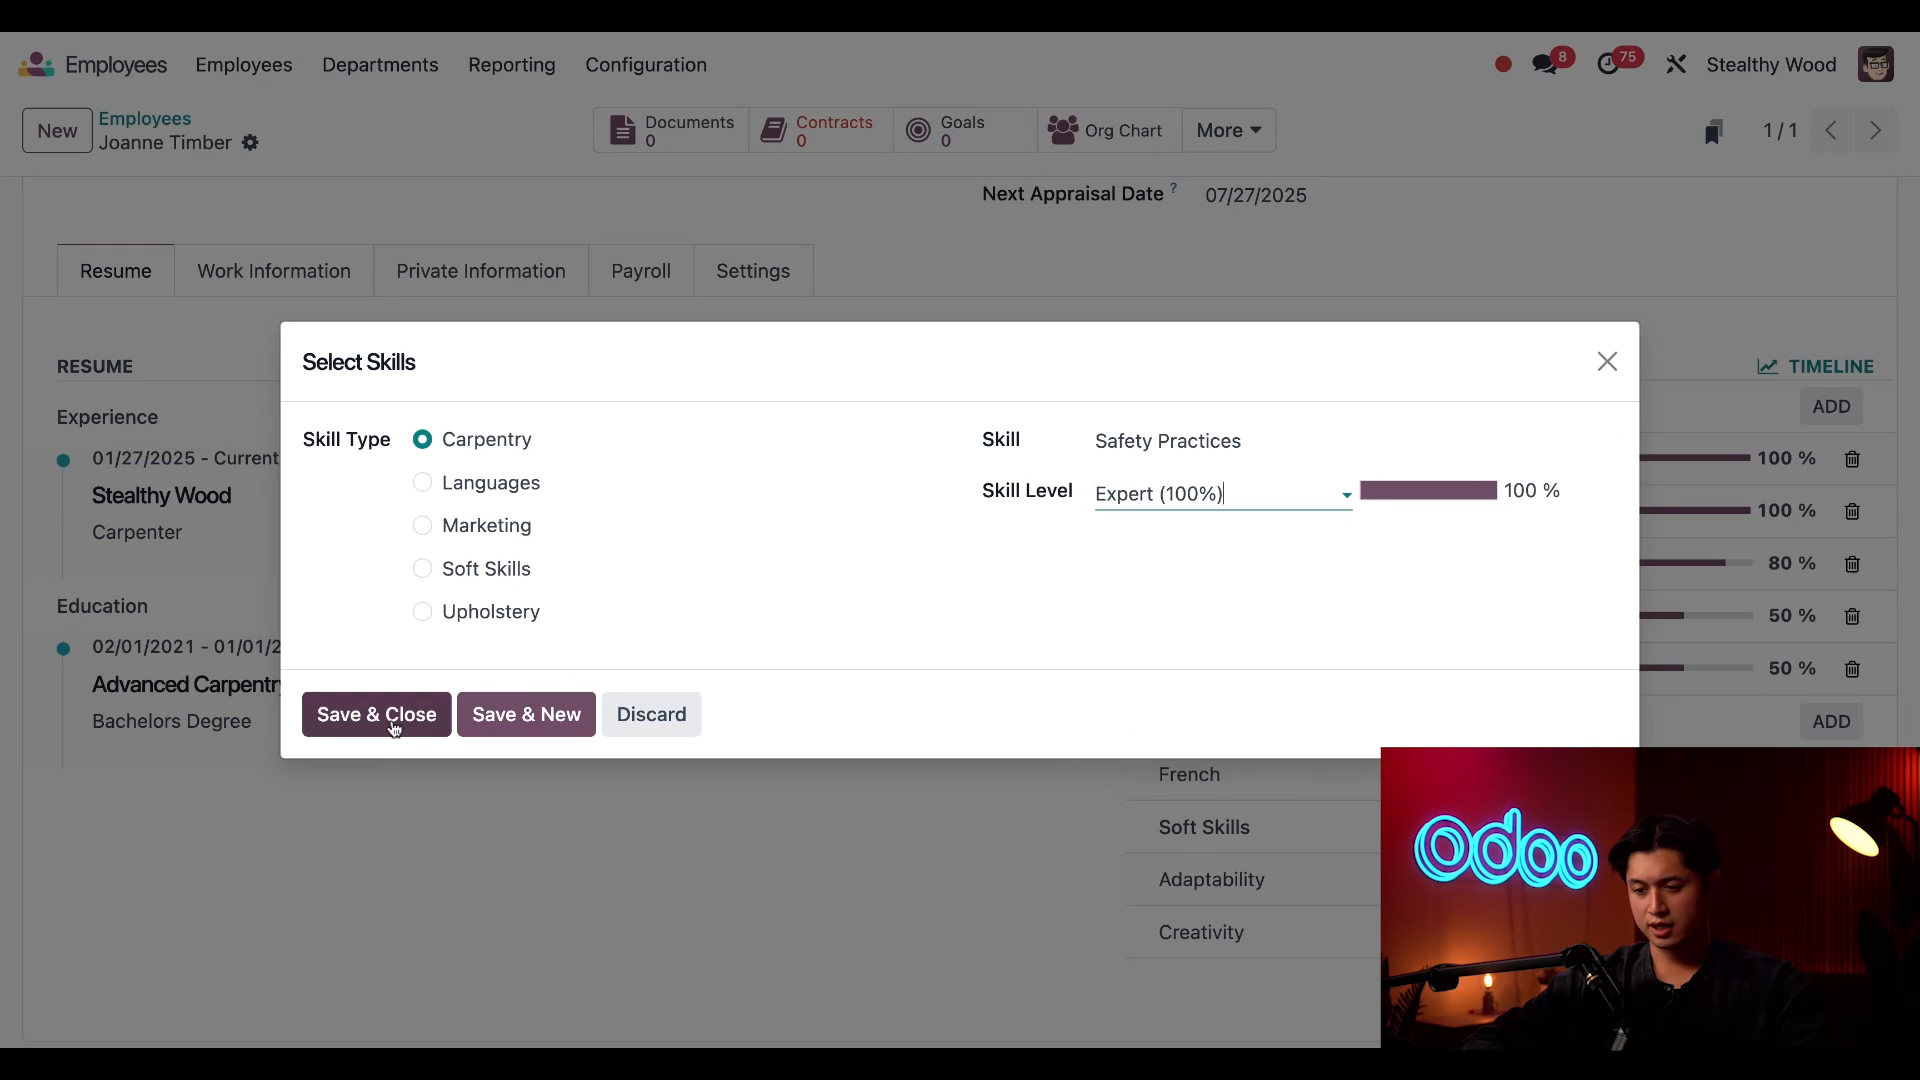 Employees Employees Departments Reporting Configuration 8 75 Stealthy Wood
New Employees Documents Contracts Goals Org Chart More 1 / 1
Joanne Timber 0 0 0
Next Appraisal Date ? 07/27/2025
Resume Work Information Private Information Payroll Settings
Select Skills
RESUME TIMELINE
Experience ADD
Skill Type Carpentry Skill Safety Practices
01/27/2025 - Current 100 %
Languages
Stealthy Wood Skill Level Expert (100%) 100 %
100 %
Marketing
Carpenter
80 %
Soft Skills
Education Upholstery 50 %
02/01/2021 - 01/01/2
50 %
Advanced Carpentry
Save & Close Save & New Discard
Bachelors Degree ADD
French
Soft Skills
Adaptability
Creativity
odoo